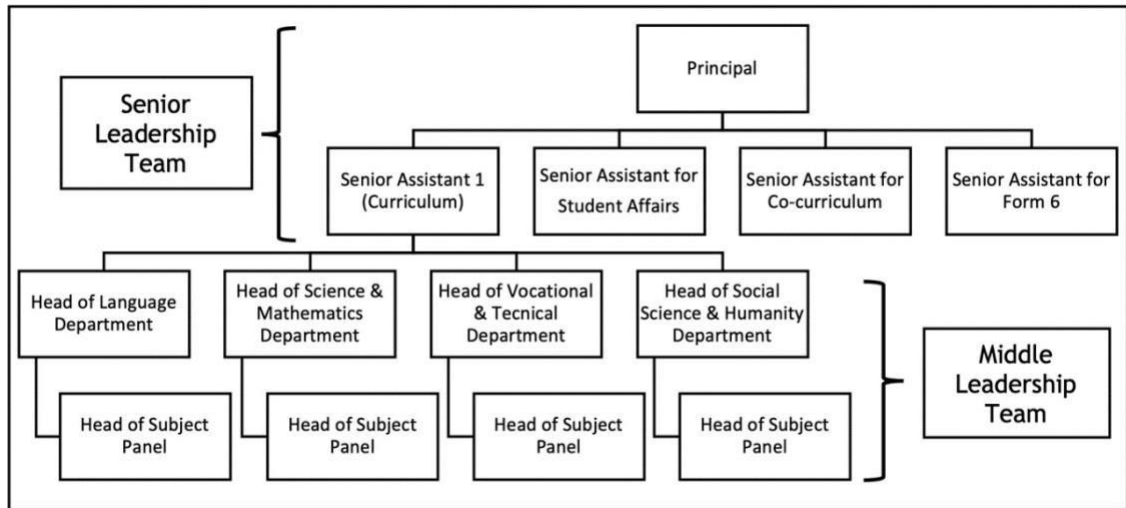 Principal
Senior
Leadership
Team
Senior Assistant 1
(Curriculum)
Senior Assistant for
Student Affairs
Senior Assistant for
Co-curriculum
Senior Assistant for
Form 6
Head of Language
Department
Head of Science &
Mathematics
Department
Head of Vocational
& Tecnical
Department
Head of Social
Science & Humanity
Department
Middle
Leadership
Team
Head of Subject
Panel
Head of Subject
Panel
Head of Subject
Panel
Head of Subject
Panel